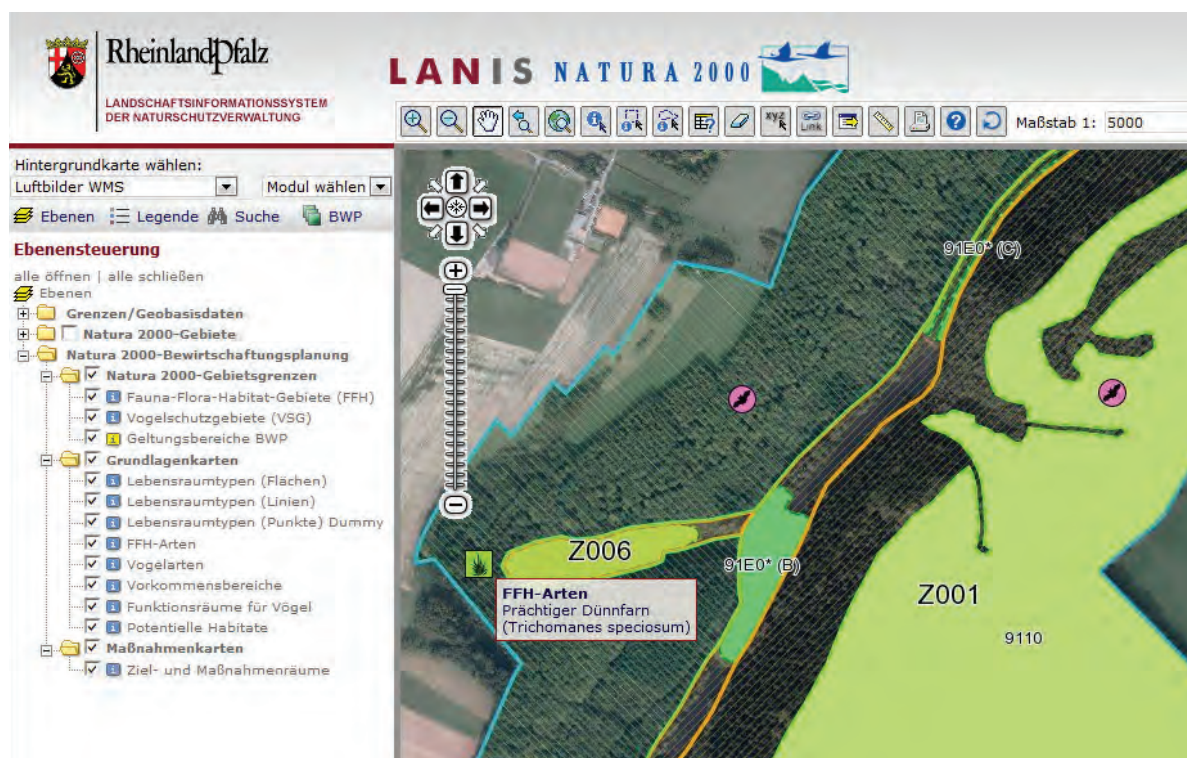 RheinlandPfalz
LANDSCHAFTSINFORMATIONSSYSTEM
DER NATURSCHUTZVERWALTUNG
LANIS NATURA 2000
xyz
Link
Maßstab 1: 5000
Hintergrundkarte wählen:
Luftbilder WMS Modul wählen
Ebenen Legende Suche BWP
Ebenensteuerung
alle öffnen | alle schließen
Ebenen
Grenzen/Geobasisdaten
Natura 2000-Gebiete
Natura 2000-Bewirtschaftungsplanung
Natura 2000-Gebietsgrenzen
Fauna-Flora-Habitat-Gebiete (FFH)
Vogelschutzgebiete (VSG)
Geltungsbereiche BWP
Grundlagenkarten
Lebensraumtypen (Flächen)
Lebensraumtypen (Linien)
Lebensraumtypen (Punkte) Dummy
FFH-Arten
Vogelarten
Vorkommensbereiche
Funktionsräume für Vögel
Potentielle Habitate
Maßnahmenkarten
Ziel- und Maßnahmenräume
91E0* (C)
Z006
91E0* (B)
FFH-Arten
Prächtiger Dünnfarn
(Trichomanes speciosum)
Z001
9110